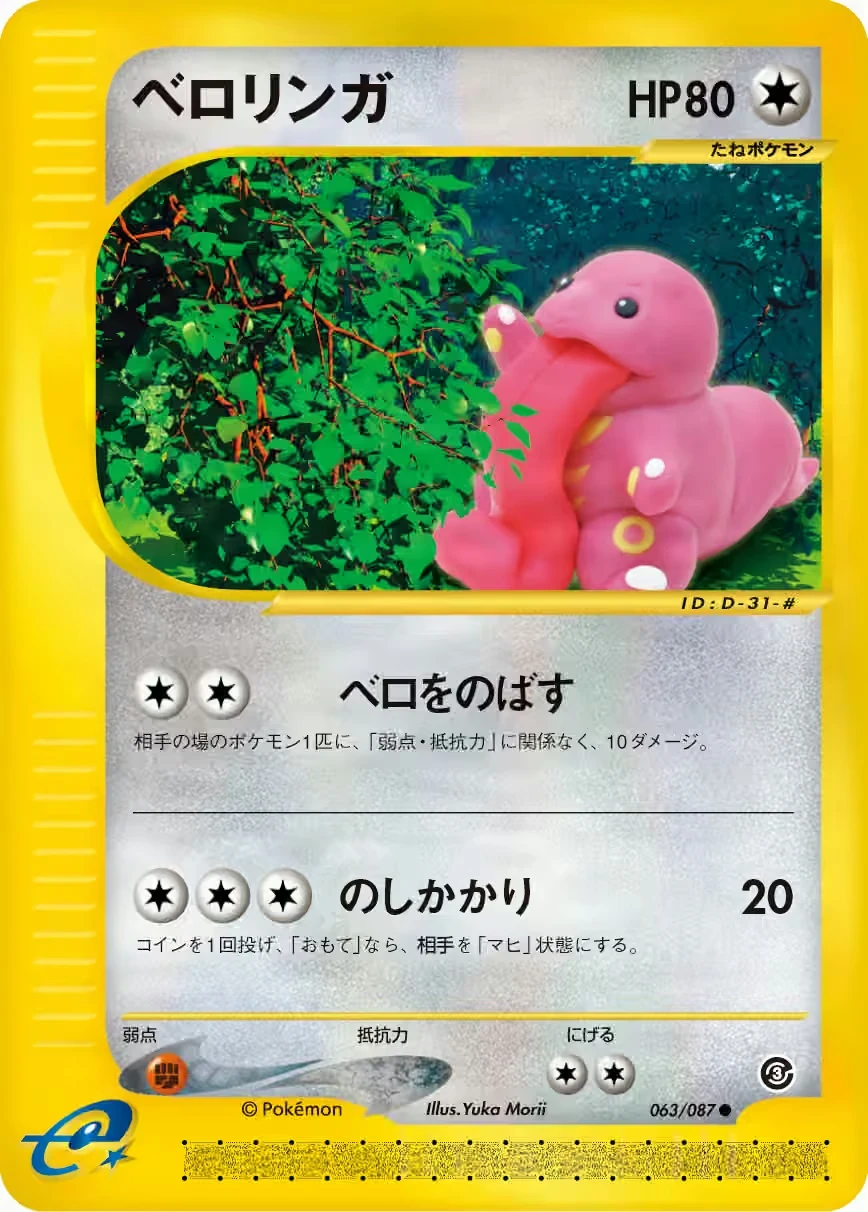 ベロリンガ HP80
たねポケモン
ID:D-31-#
ベロをのばす
相手の場のポケモン1匹に、「弱点・抵抗力」に関係なく、10ダメージ。
のしかかり 20
コインを1回投げ、「おもて」なら、相手を「マヒ」状態にする。
弱点 抵抗力 にげる
3
© Pokémon Illus.Yuka Morii 063/087 ●
e